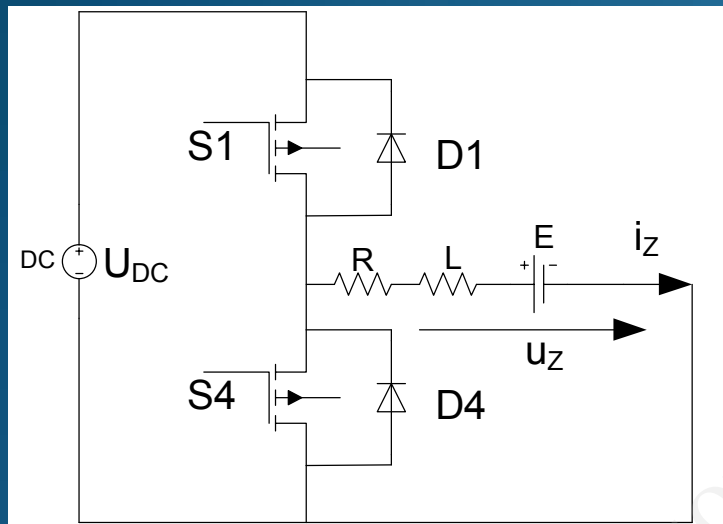 S1
D1
DC
+
−
U_DC
R
L
+
E
−
i_Z
u_Z
S4
D4